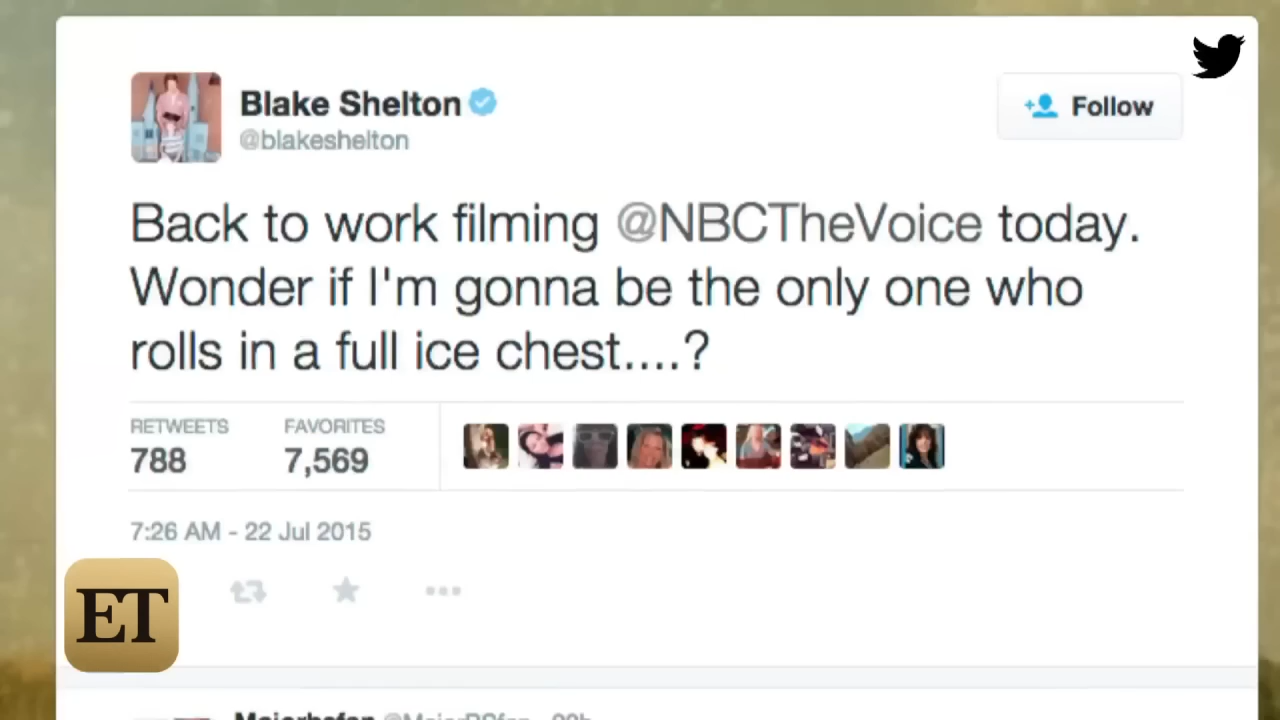 Blake Shelton
@blakeshelton
Follow
Back to work filming @NBCTheVoice today.
Wonder if I'm gonna be the only one who
rolls in a full ice chest....?
RETWEETS FAVORITES
788 7,569
7:26 AM - 22 Jul 2015
ET